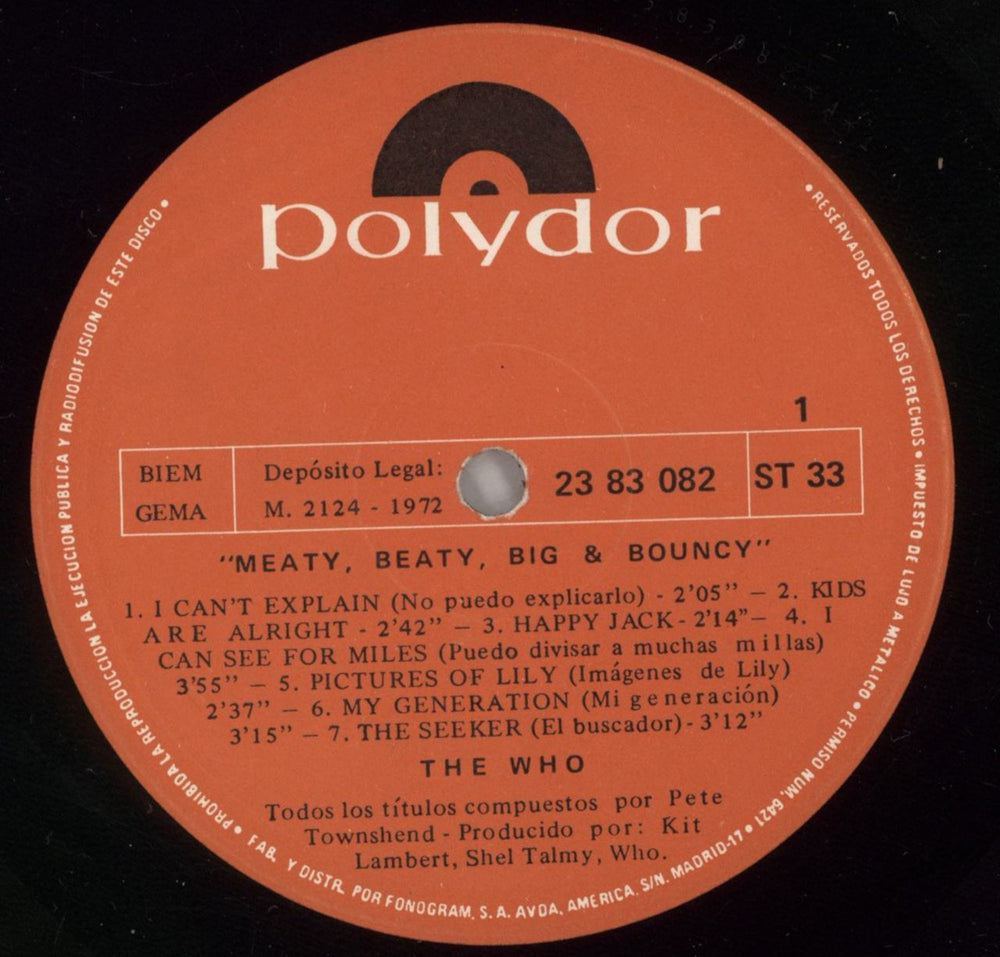 polydor
1
BIEM
GEMA
Depósito Legal:
M. 2124 - 1972
23 83 082
ST 33
"MEATY, BEATY, BIG & BOUNCY"
1. I CAN'T EXPLAIN (No puedo explicarlo) - 2'05" – 2. KIDS
ARE ALRIGHT - 2'42" – 3. HAPPY JACK - 2'14" – 4. I
CAN SEE FOR MILES (Puedo divisar a muchas millas)
3'55" – 5. PICTURES OF LILY (Imágenes de Lily)
2'37" – 6. MY GENERATION (Mi generación)
3'15" – 7. THE SEEKER (El buscador) - 3'12"
THE WHO
Todos los títulos compuestos por Pete
Townshend - Producido por: Kit
Lambert, Shel Talmy, Who.
•RESERVADOS TODOS LOS DERECHOS • IMPUESTO DE LUJO A METALICO • PERMISO NUM. 6421 • FAB. Y DISTR. POR FONOGRAM, S. A. AVDA. AMERICA, S/N. MADRID-17 • PROHIBIDA LA REPRODUCCION LA EJECUCION PUBLICA Y RADIODIFUSION DE ESTE DISCO •